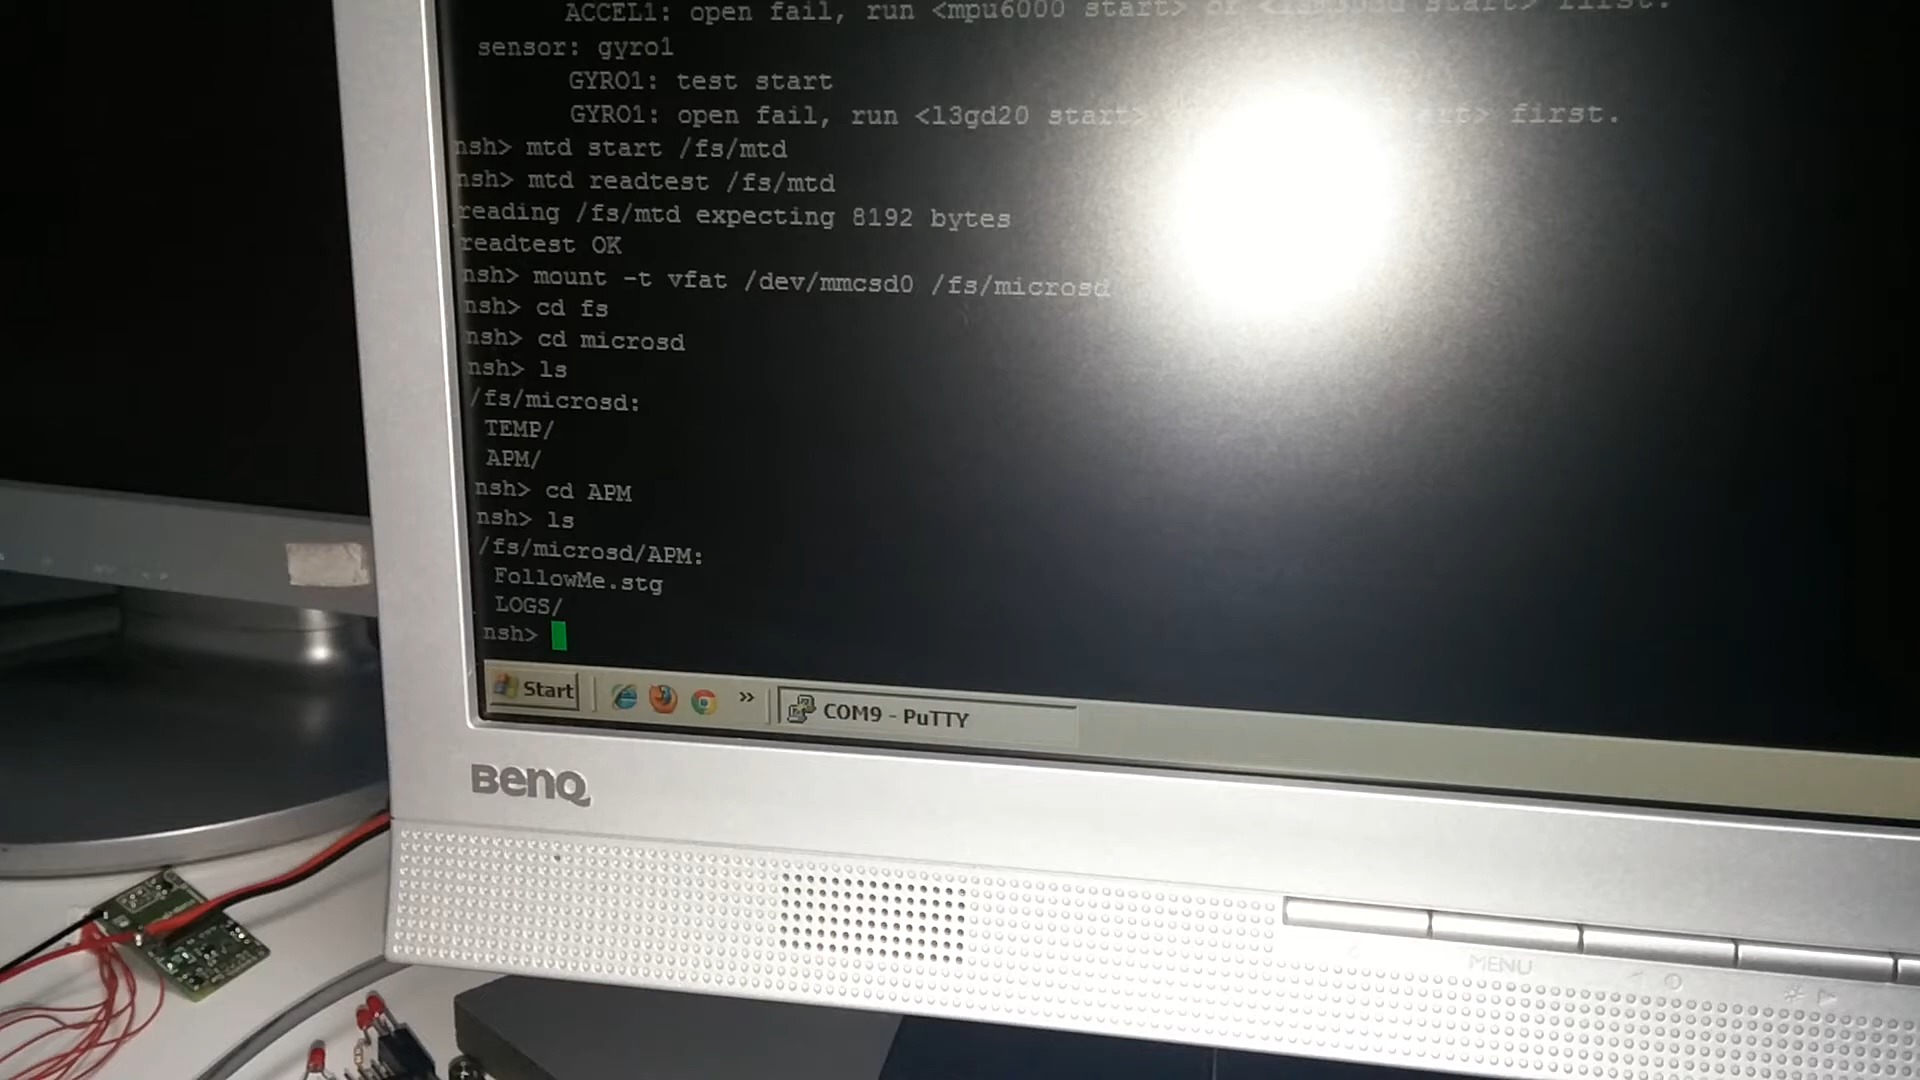 ACCEL1: open fail, run <mpu6000 start> or start> first.
sensor: gyro1
GYRO1: test start
GYRO1: open fail, run <l3gd20 start> first.
nsh> mtd start /fs/mtd
nsh> mtd readtest /fs/mtd
reading /fs/mtd expecting 8192 bytes
readtest OK
nsh> mount -t vfat /dev/mmcsd0 /fs/microsd
nsh> cd fs
nsh> cd microsd
nsh> ls
/fs/microsd:
TEMP/
APM/
nsh> cd APM
nsh> ls
/fs/microsd/APM:
FollowMe.stg
LOGS/
nsh>
Start » COM9 - PuTTY
BenQ
MENU